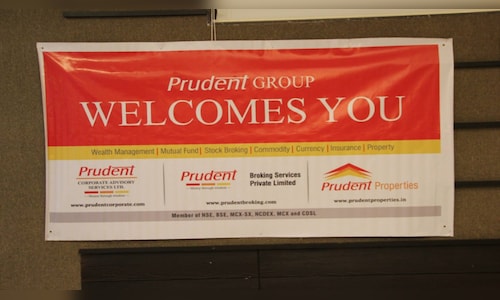 Prudent GROUP
WELCOMES YOU
Wealth Management | Mutual Fund | Stock Broking | Commodity | Currency | Insurance | Property
Prudent
CORPORATE ADVISORY
SERVICES LTD.
www.prudentcorporate.com
Prudent
Broking Services
Private Limited
www.prudentbroking.com
Prudent Properties
www.prudentproperties.in
Member of NSE, BSE, MCX-SX, NCDEX, MCX and CDSL